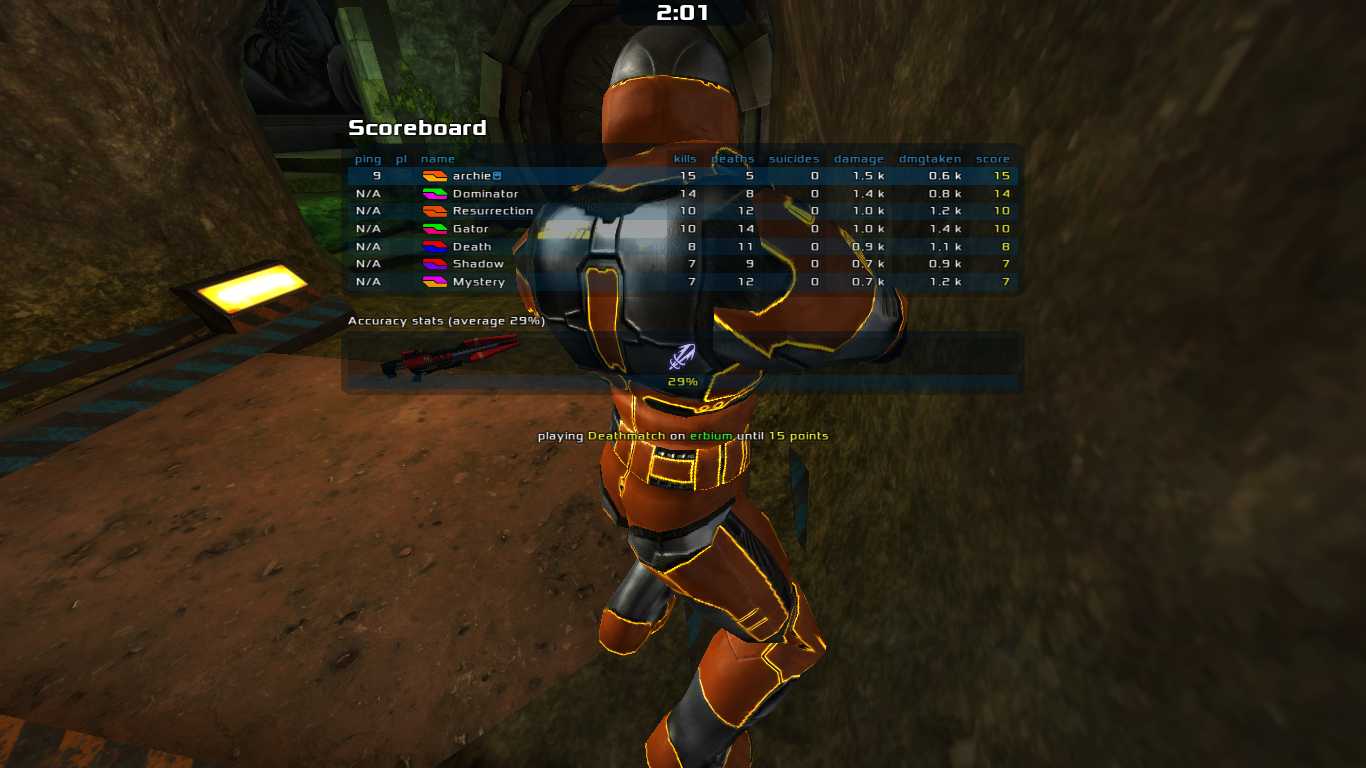 2:01
Scoreboard
ping pl name kills deaths suicides damage dmgtaken score
9 archie 15 5 0 1.5 k 0.6 k 15
N/A Dominator 14 8 0 1.4 k 0.8 k 14
N/A Resurrection 10 12 0 1.0 k 1.2 k 10
N/A Gator 10 14 0 1.0 k 1.4 k 10
N/A Death 8 11 0 0.9 k 1.1 k 8
N/A Shadow 7 9 0 0.7 k 0.9 k 7
N/A Mystery 7 12 0 0.7 k 1.2 k 7
Accuracy stats (average 29%)
29%
playing Deathmatch on erbium until 15 points